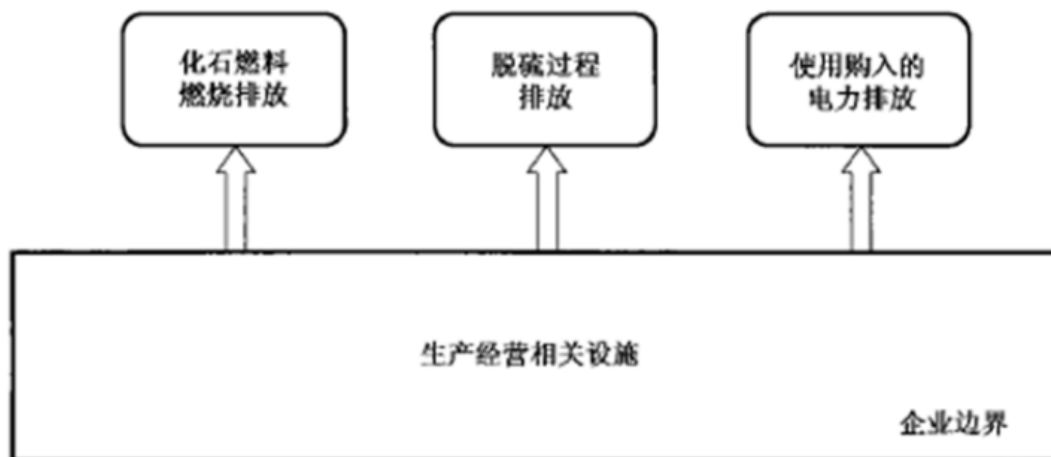 化石燃料
燃烧排放
脱硫过程
排放
使用购入的
电力排放
生产经营相关设施
企业边界